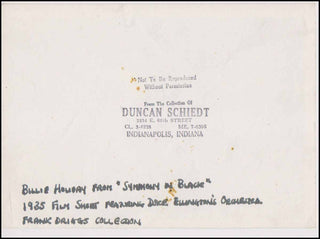 Not To Be Reproduced
Without Permission
From The Collection Of
DUNCAN SCHIEDT
INDIANAPOLIS, INDIANA
BILLIE HOLIDAY FROM "SYMPHONY IN BLACK"
1935 FILM SHORT FEATURING DUKE ELLINGTON'S ORCHESTRA
FRANK DRIGGS COLLECTION